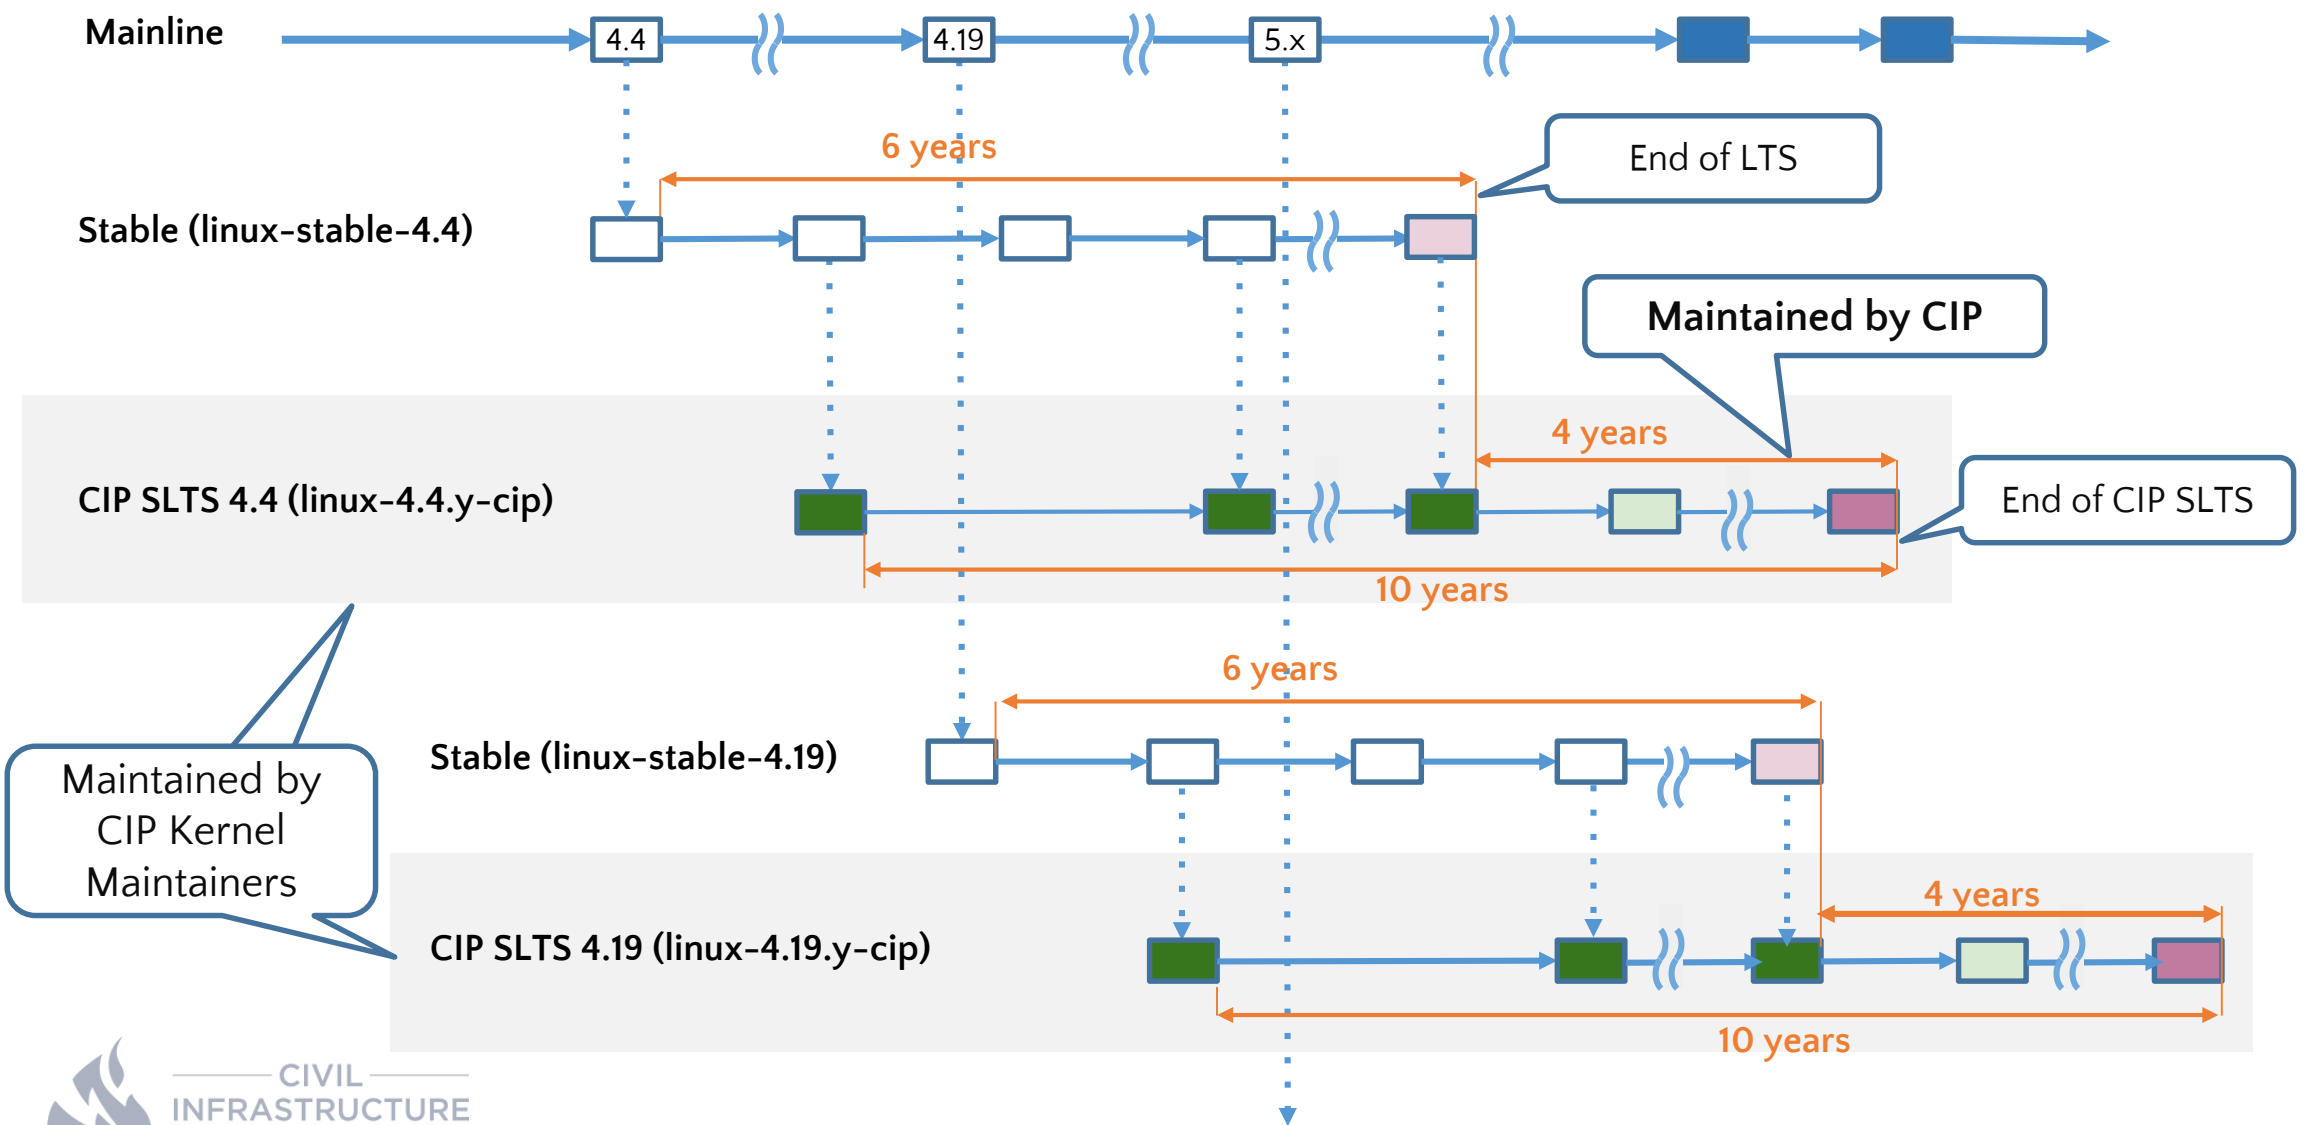 Mainline
4.4
4.19
5.x
6 years
End of LTS
Stable (linux-stable-4.4)
Maintained by CIP
4 years
CIP SLTS 4.4 (linux-4.4.y-cip)
End of CIP SLTS
10 years
6 years
Stable (linux-stable-4.19)
Maintained by
CIP Kernel
Maintainers
4 years
CIP SLTS 4.19 (linux-4.19.y-cip)
10 years
CIVIL
INFRASTRUCTURE